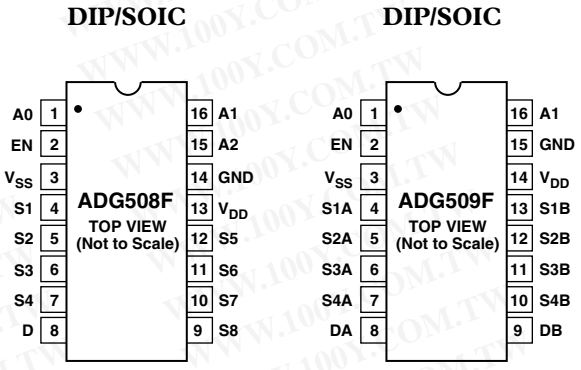 DIP/SOIC
A0 1 16 A1
EN 2 15 A2
VSS 3 14 GND
S1 4 13 VDD
S2 5 12 S5
S3 6 11 S6
S4 7 10 S7
D 8 9 S8
ADG508F
TOP VIEW
(Not to Scale)
DIP/SOIC
A0 1 16 A1
EN 2 15 GND
VSS 3 14 VDD
S1A 4 13 S1B
S2A 5 12 S2B
S3A 6 11 S3B
S4A 7 10 S4B
DA 8 9 DB
ADG509F
TOP VIEW
(Not to Scale)
WWW.100Y.COM.TW